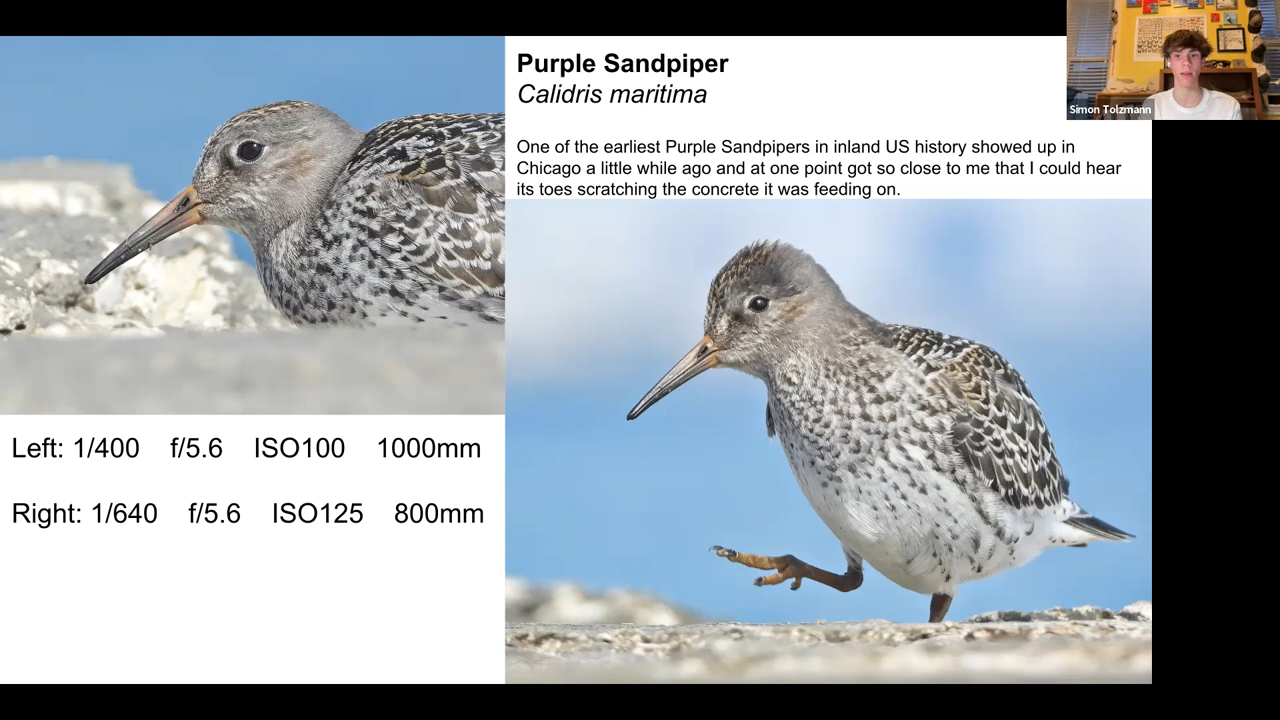 Purple Sandpiper
Calidris maritima
Simon Tolzmann
One of the earliest Purple Sandpipers in inland US history showed up in
Chicago a little while ago and at one point got so close to me that I could hear
its toes scratching the concrete it was feeding on.
Left: 1/400 f/5.6 ISO100 1000mm
Right: 1/640 f/5.6 ISO125 800mm